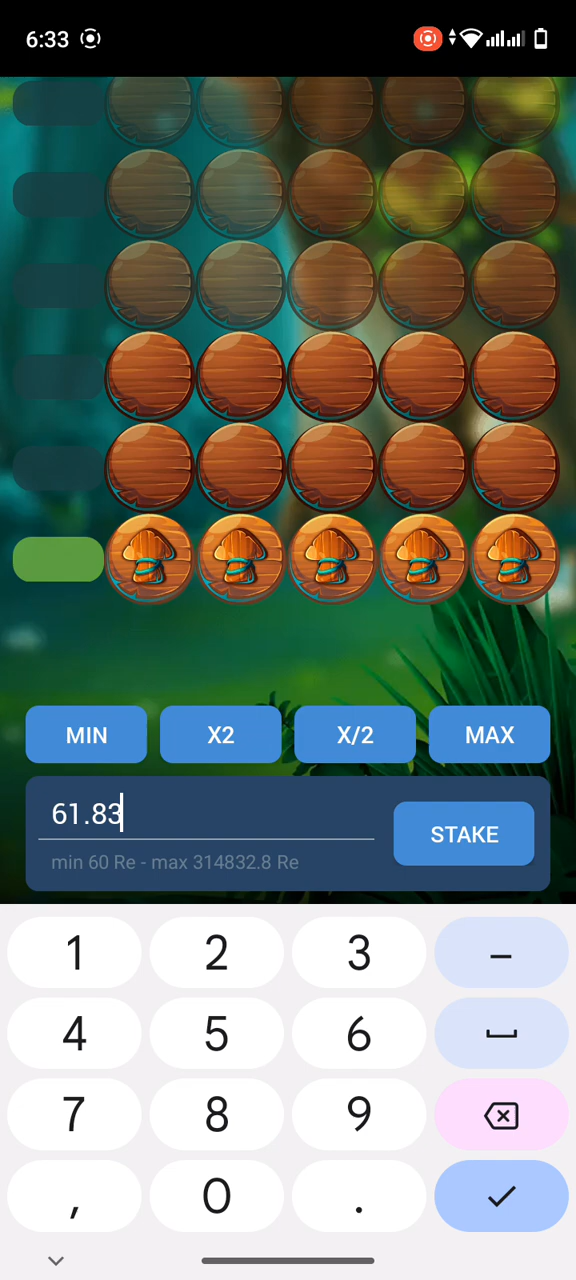 6:33
MIN X2 X/2 MAX
61.83
STAKE
min 60 Re - max 314832.8 Re
1 2 3 –
4 5 6
7 8 9
, 0 .